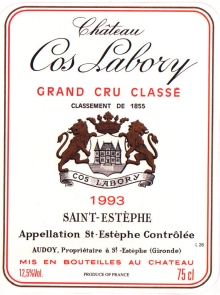 Château
Cos Labory
GRAND CRU CLASSÉ
CLASSEMENT DE 1855
COS LABORY
1993
SAINT-ESTÈPHE
Appellation St-Estèphe Contrôlée
AUDOY, Propriétaire à St-Estèphe (Gironde)
L 28
MIS EN BOUTEILLES AU CHATEAU
12,5%Vol. PRODUCE OF FRANCE 75 cl